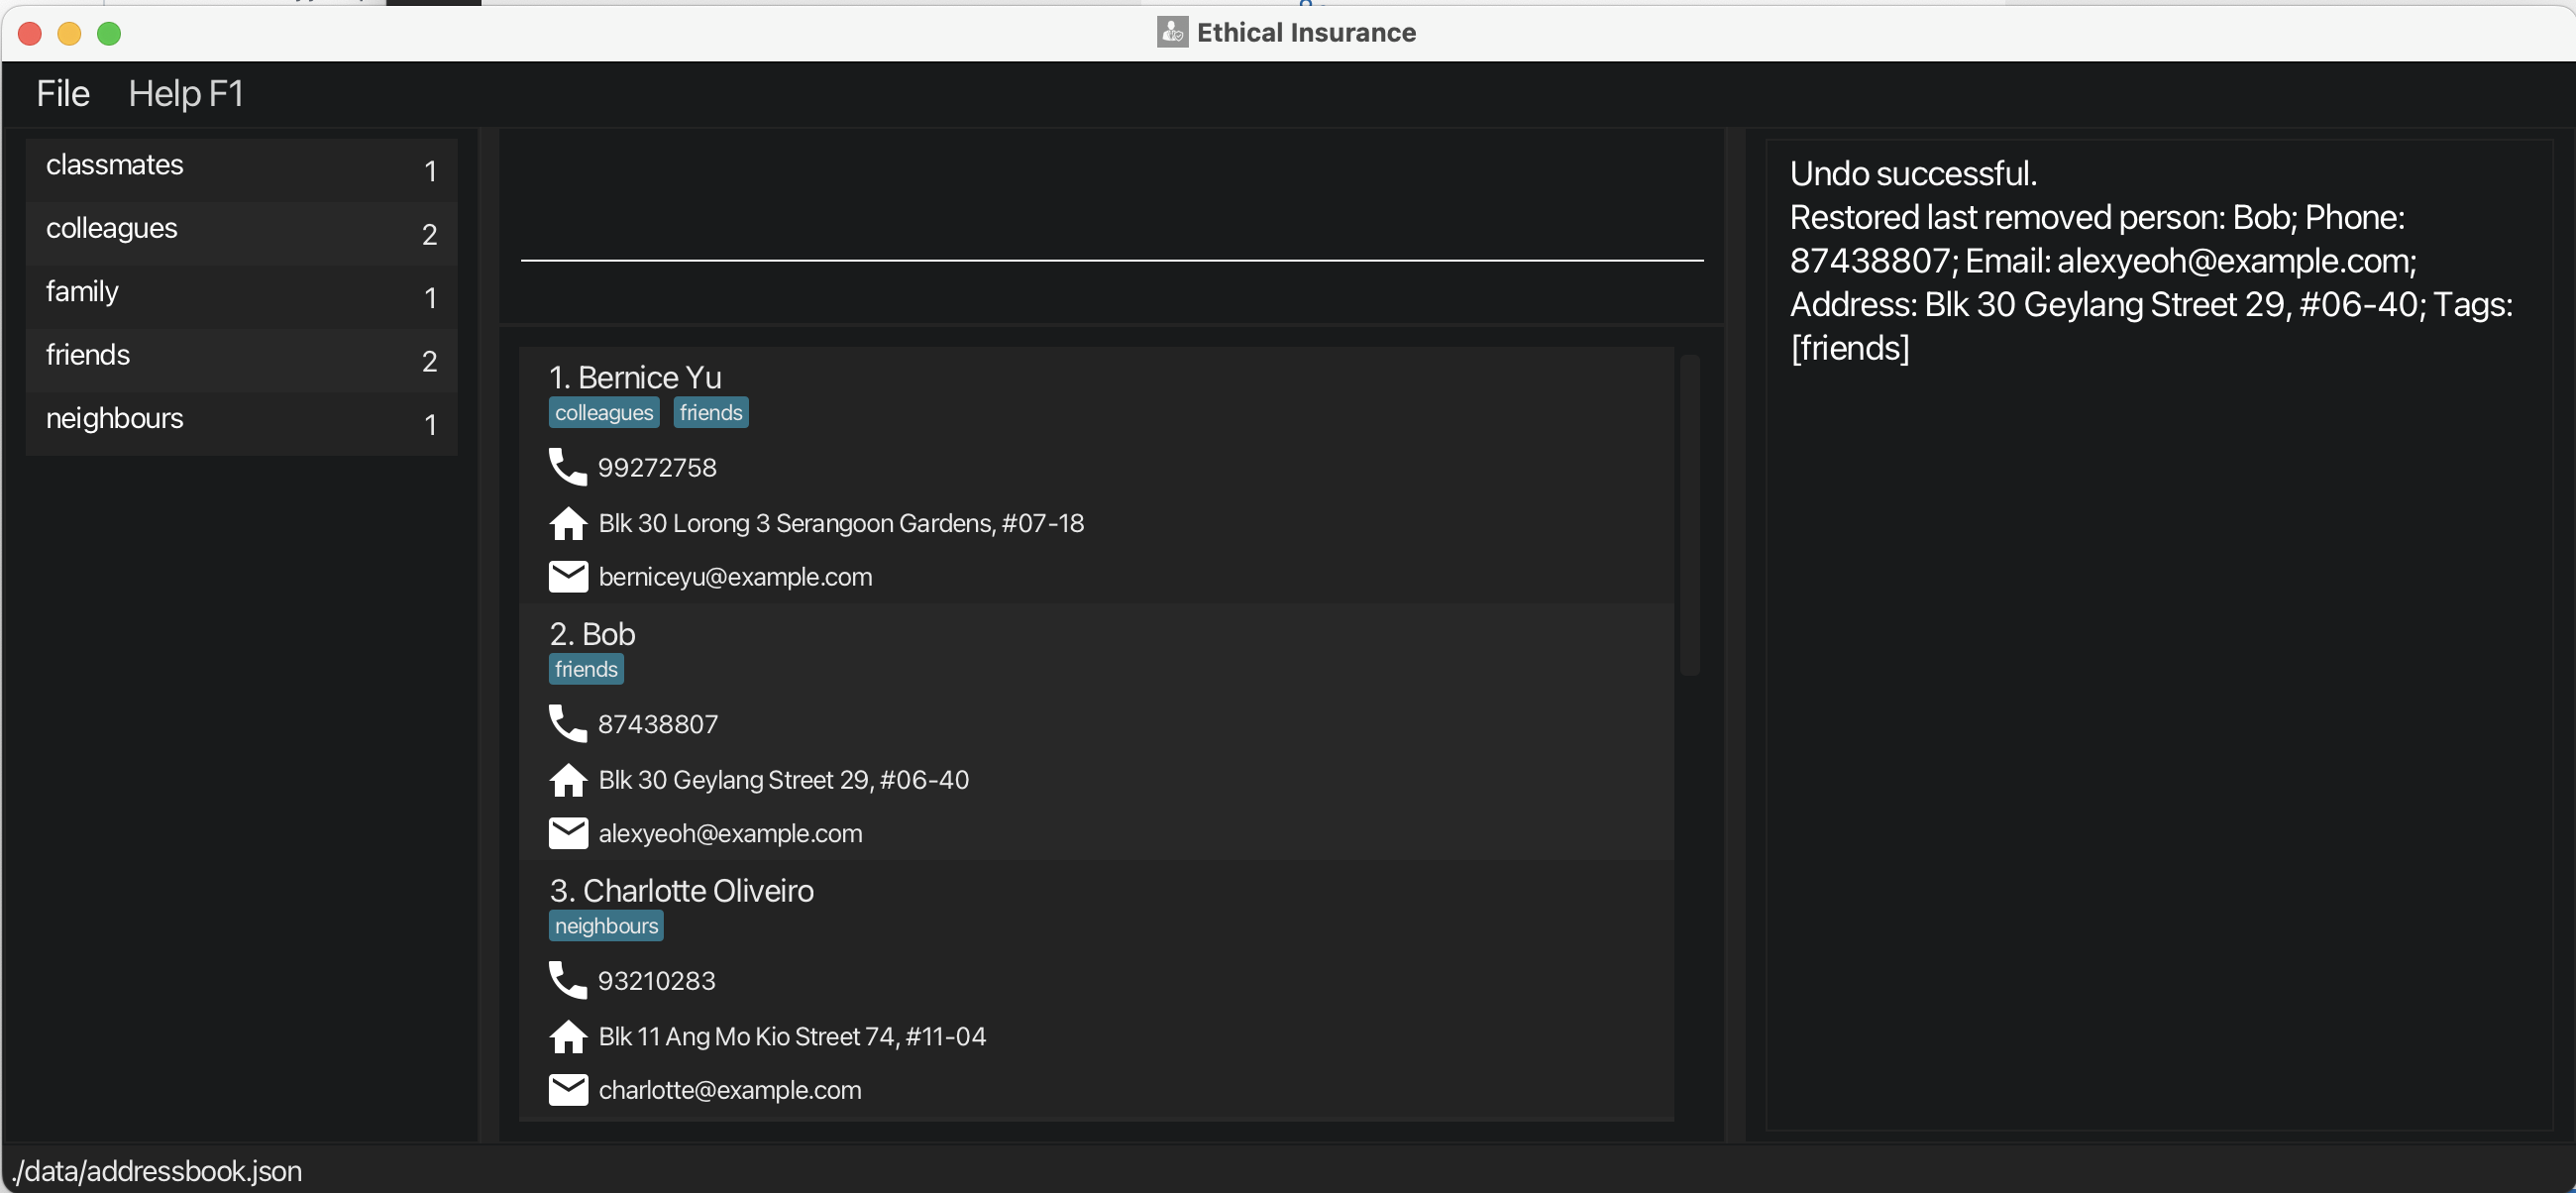 Ethical Insurance
File Help F1
classmates 1
colleagues 2
family 1
friends 2
neighbours 1
1. Bernice Yu
colleagues friends
99272758
Blk 30 Lorong 3 Serangoon Gardens, #07-18
berniceyu@example.com
2. Bob
friends
87438807
Blk 30 Geylang Street 29, #06-40
alexyeoh@example.com
3. Charlotte Oliveiro
neighbours
93210283
Blk 11 Ang Mo Kio Street 74, #11-04
charlotte@example.com
Undo successful.
Restored last removed person: Bob; Phone:
87438807; Email: alexyeoh@example.com;
Address: Blk 30 Geylang Street 29, #06-40; Tags:
[friends]
./data/addressbook.json